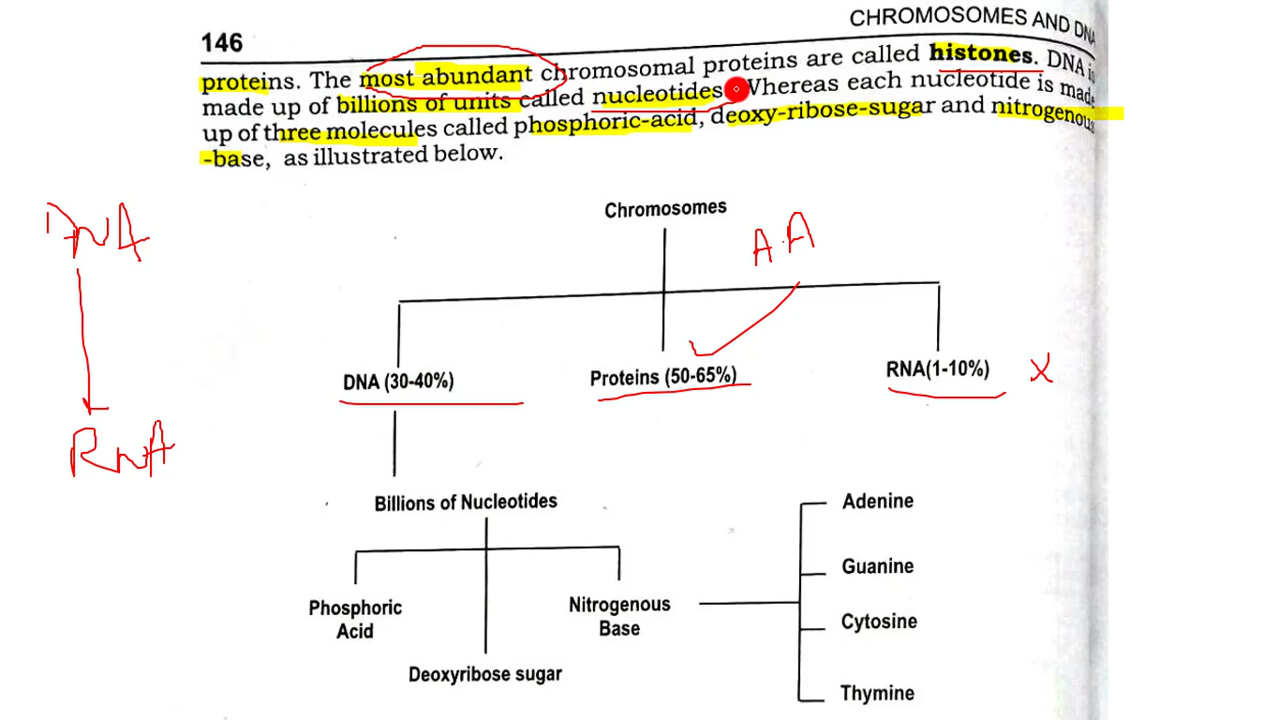 CHROMOSOMES AND DNA
146
proteins. The most abundant chromosomal proteins are called histones. DNA is
made up of billions of units called nucleotides. Whereas each nucleotide is made
up of three molecules called phosphoric-acid, deoxy-ribose-sugar and nitrogenous
-base, as illustrated below.
DNA
Chromosomes
A.A
DNA (30-40%)
Proteins (50-65%)
RNA(1-10%)
X
RNA
Billions of Nucleotides
Adenine
Guanine
Phosphoric
Acid
Nitrogenous
Base
Cytosine
Deoxyribose sugar
Thymine